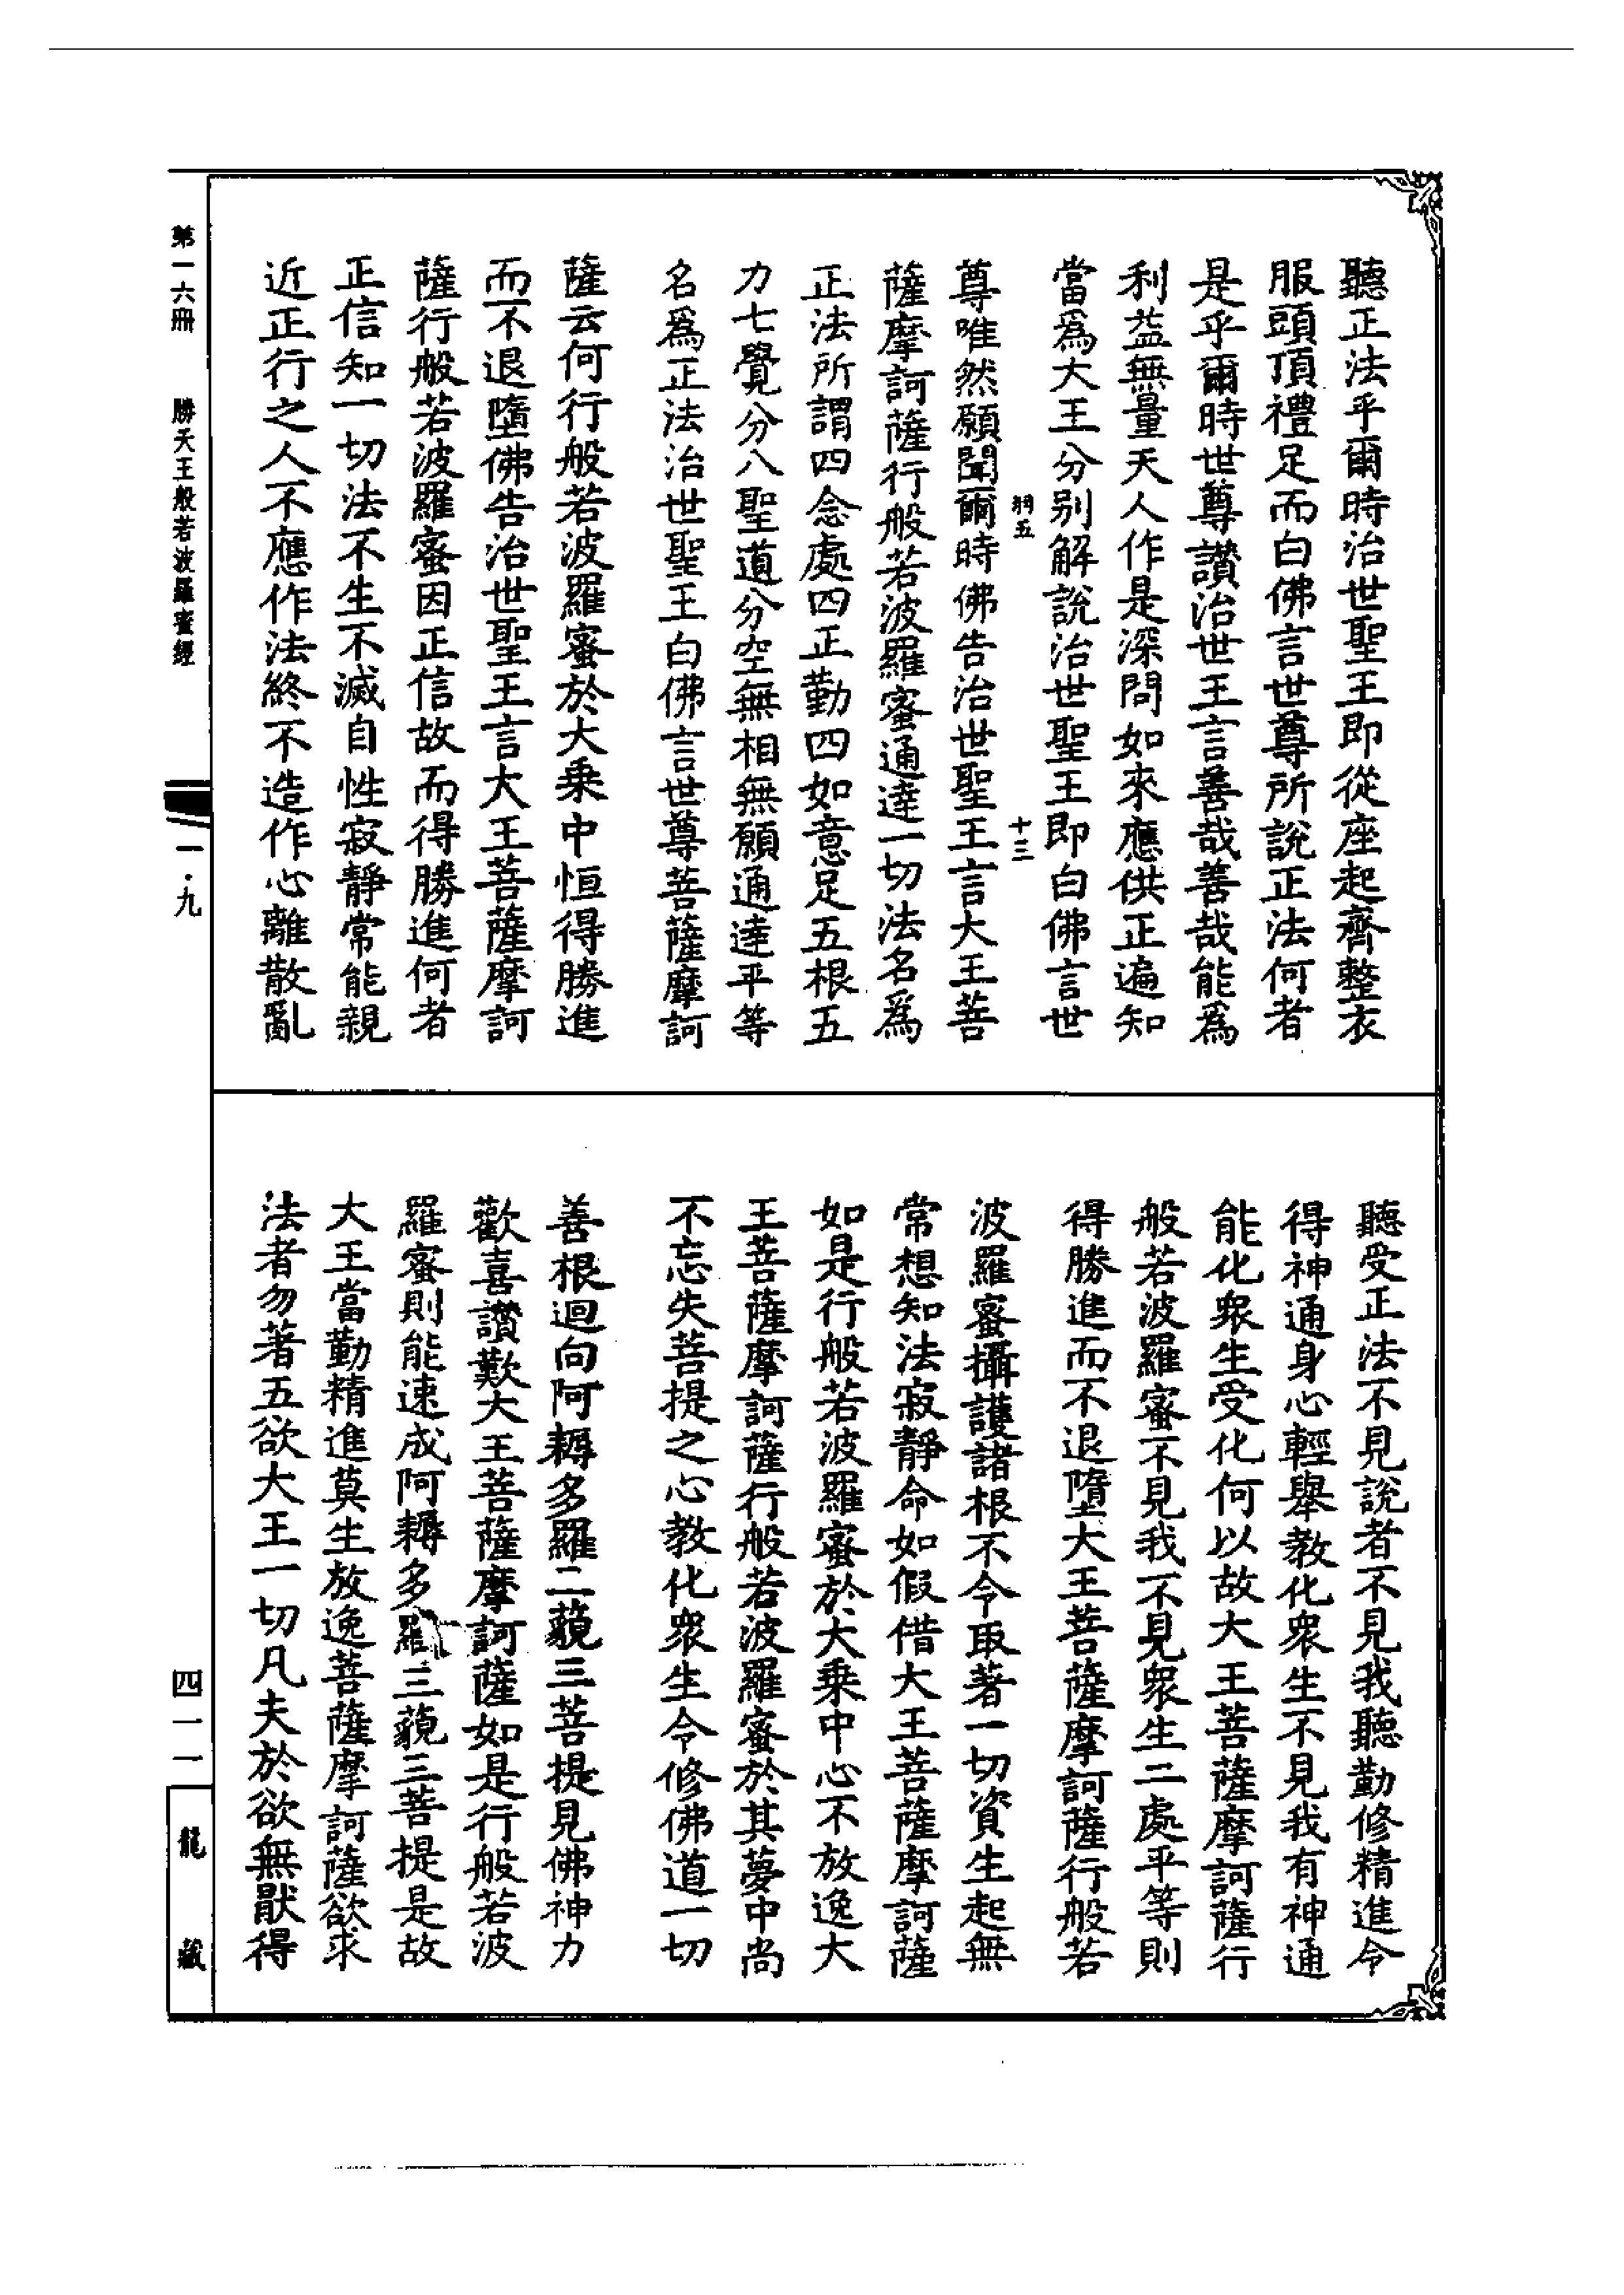 聽正法乎爾時治世聖王即從座起齊整衣
服頭頂禮足而白佛言世尊所說正法何者
是乎爾時世尊讚治世王言善哉善哉能爲
利益無量天人作是深問如來應供正遍知
當爲大王分别解說治世聖王即白佛言世
翔五
十三
尊唯然願聞爾時佛告治世聖王言大王菩
薩摩訶薩行般若波羅蜜通達一切法名爲
正法所謂四念處四正勤四如意足五根五
力七覺分八聖道分空無相無願通達平等
名爲正法治世聖王白佛言世尊菩薩摩訶
薩云何行般若波羅蜜於大乗中恒得勝進
而不退墮佛告治世聖王言大王菩薩摩訶
薩行般若波羅蜜因正信故而得勝進何者
正信知一切法不生不滅自性寂靜常能親
近正行之人不應作法終不造作心離散亂
聽受正法不見說者不見我聽勤修精進令
得神通身心輕舉教化衆生不見我有神通
能化衆生受化何以故大王菩薩摩訶薩行
般若波羅蜜不見我不見衆生二處平等則
得勝進而不退墮大王菩薩摩訶薩行般若
波羅蜜攝護諸根不令取著一切資生起無
常想知法寂靜命如假借大王菩薩摩訶薩
如是行般若波羅蜜於大乗中心不放逸大
王菩薩摩訶薩行般若波羅蜜於其夢中尚
不忘失菩提之心教化衆生令修佛道一切
善根迴向阿耨多羅三藐三菩提見佛神力
歡喜讚歎大王菩薩摩訶薩如是行般若波
羅蜜則能速成阿耨多羅三藐三菩提是故
大王當勤精進莫生放逸菩薩摩訶薩欲求
法者勿著五欲大王一切凡夫於欲無猒得
第一六冊
勝天王般若波羅蜜經
一·九
四一一
龍藏